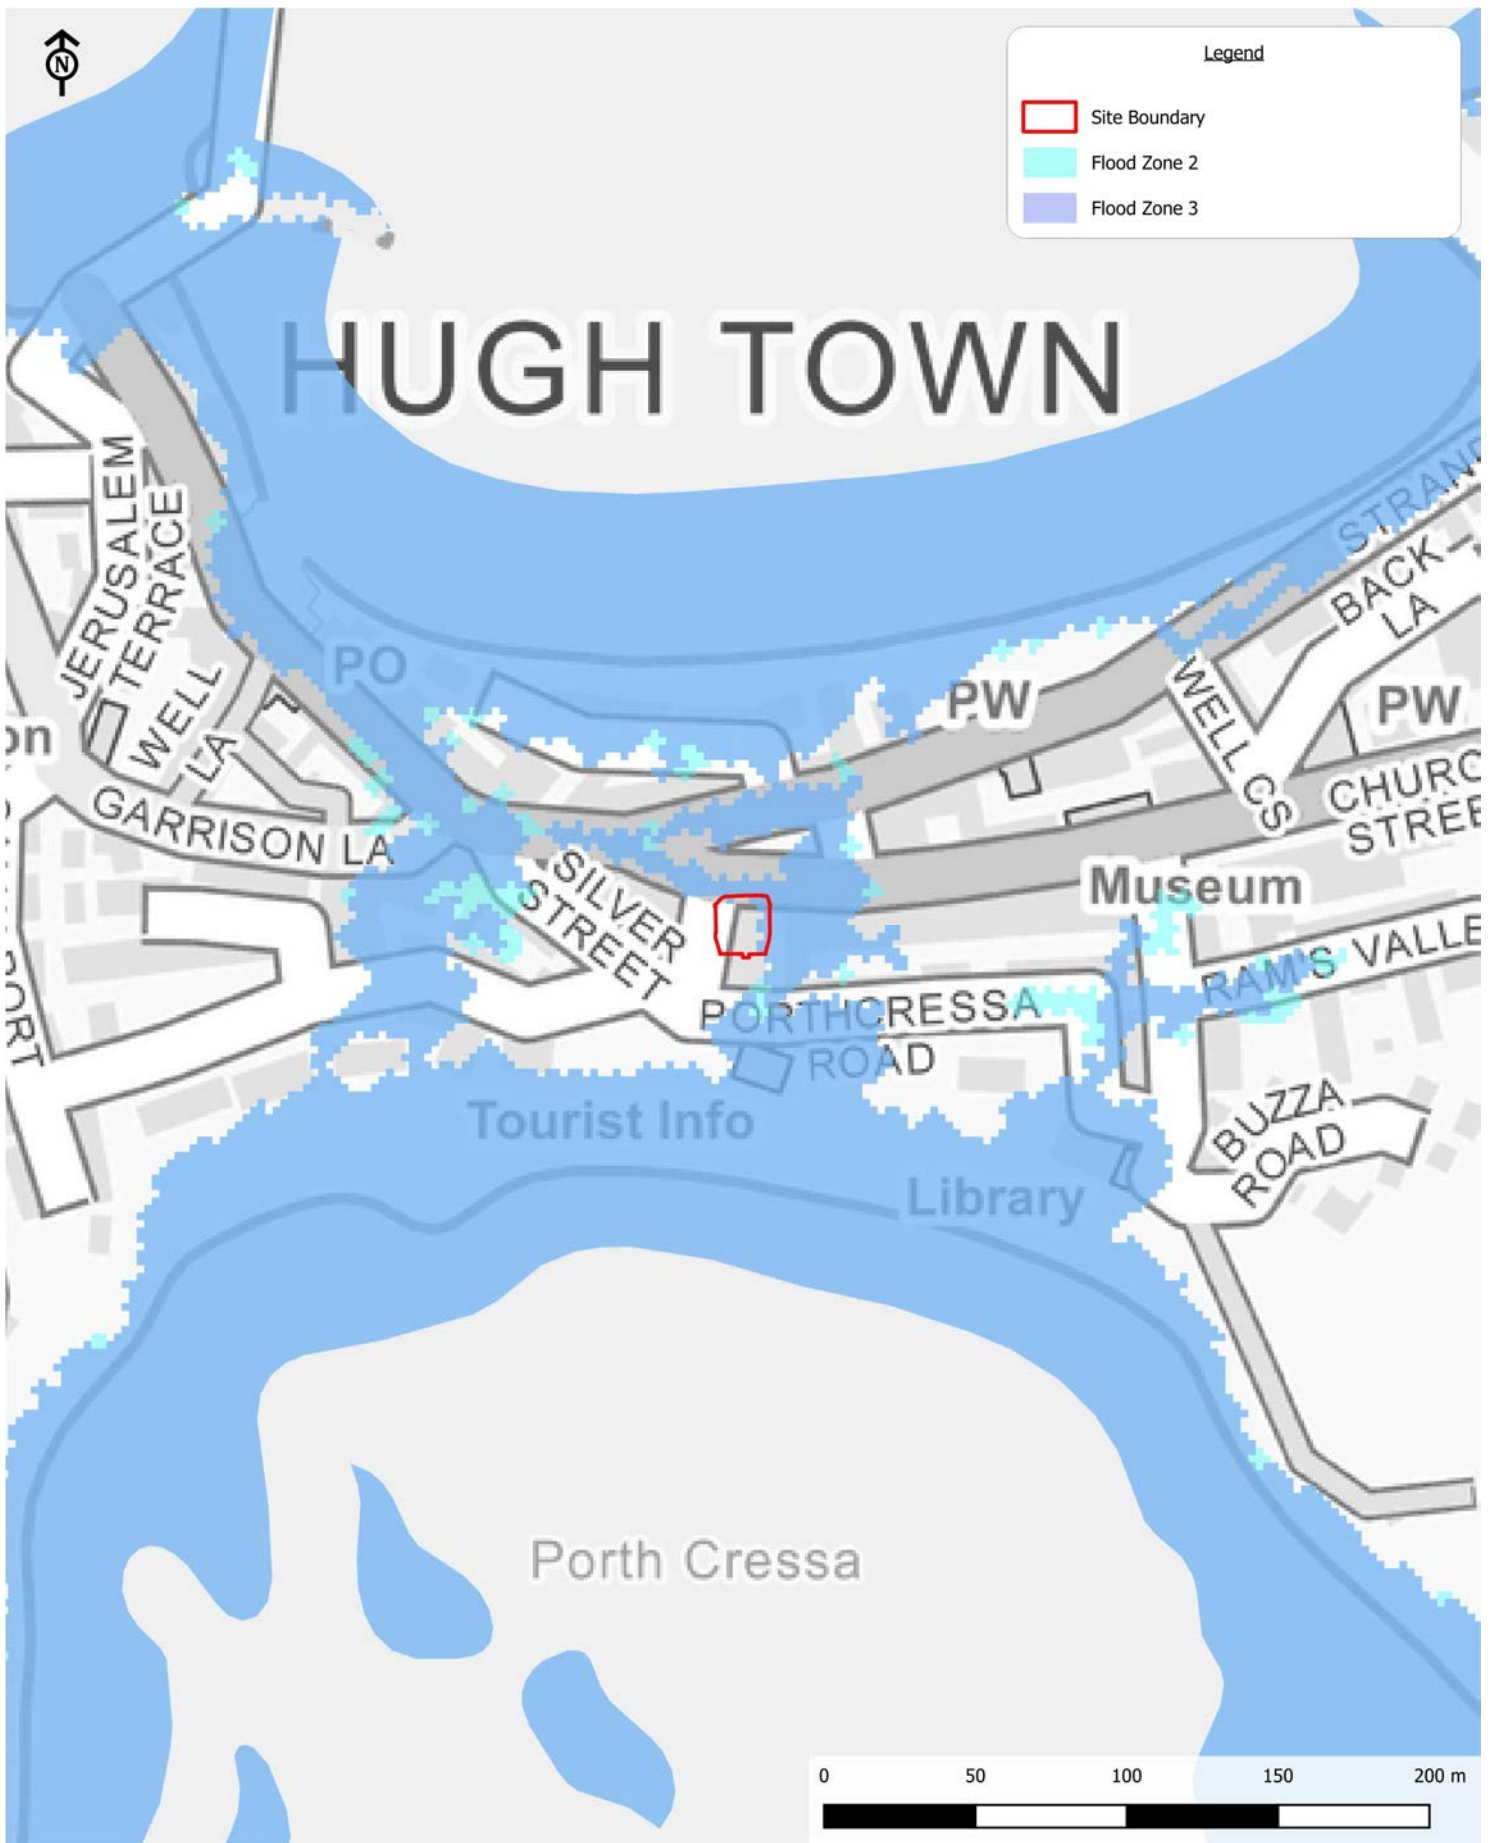 N
Legend
Site Boundary
Flood Zone 2
Flood Zone 3
HUGH TOWN
STRAND
JERUSALEM
TERRACE
BACK
LA
PO
PW
PW
WELL
LA
WELL CS
on
GARRISON LA
CHURC
STREE
SILVER
STREET
Museum
RAM'S VALLE
PORTHCRESSA
ROAD
ORT
Tourist Info
BUZZA
ROAD
Library
Porth Cressa
0 50 100 150 200 m